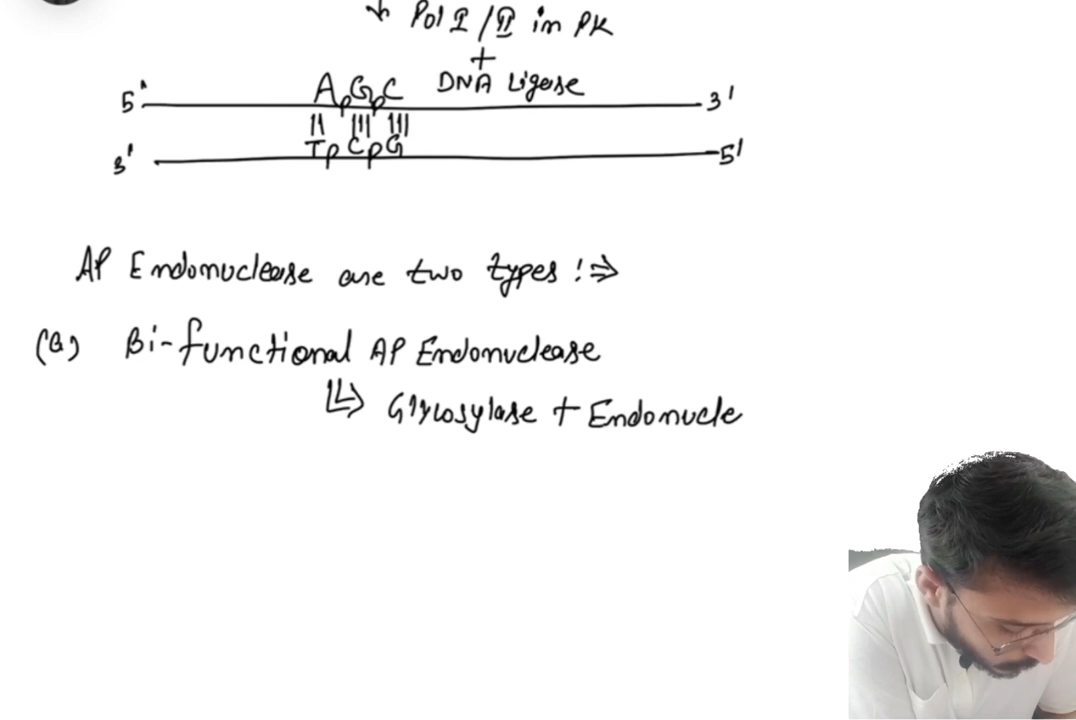 ↓ Pol I / II in PK
+
DNA Ligase
5' ApGpC 3'
3' TpCpG 5'
AP Endonuclease are two types :⇒
(a) Bi-functional AP Endonuclease
↳ Glycosylase + Endonucle